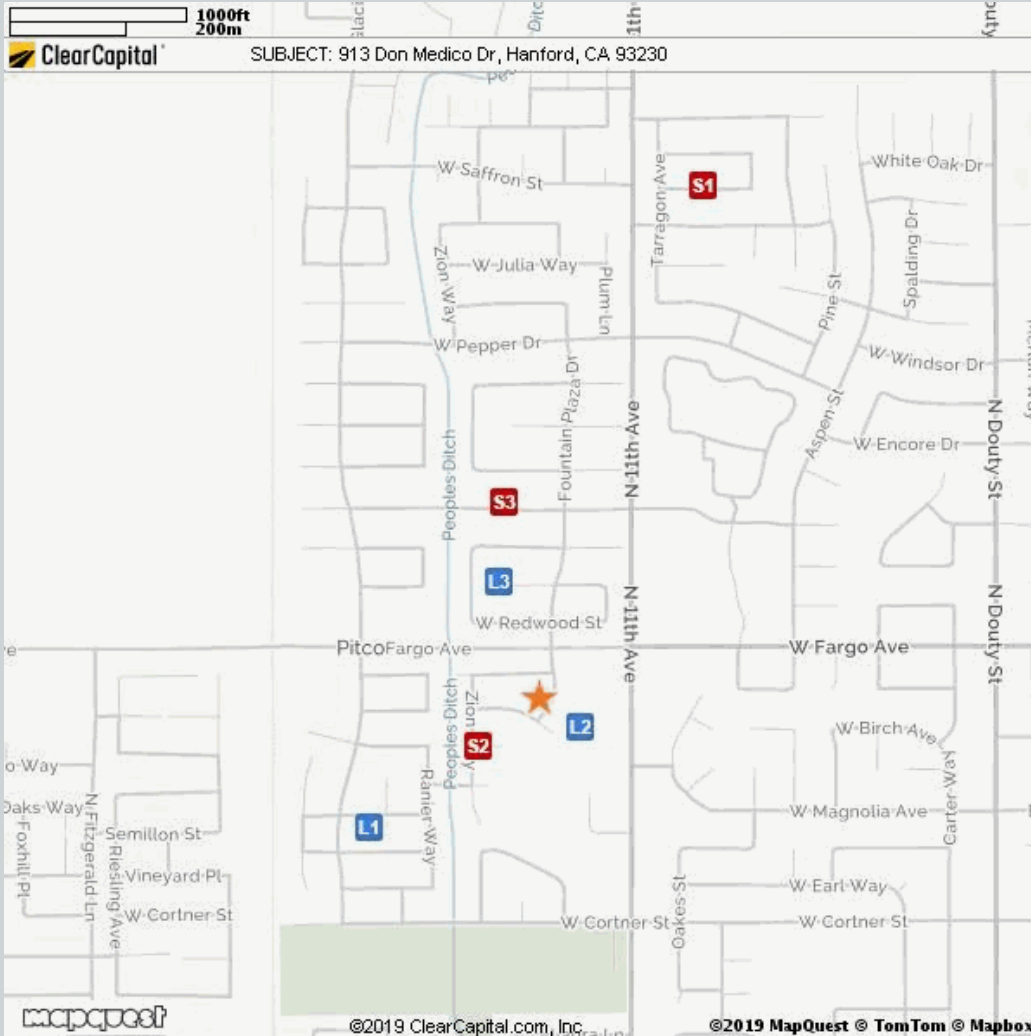 1000ft
200m
ClearCapital
SUBJECT: 913 Don Medico Dr, Hanford, CA 93230
White Oak Dr
W Saffron St
Tarragon Ave
S1
Spalding Dr
W Julia Way
Zion Way
Plum Ln
Pine St
W Pepper Dr
W Windsor Dr
Fountain Plaza Dr
Aspen St
N 11th Ave
N Douty St
W Encore Dr
Peoples Ditch
S3
L3
N 11th Ave
N Douty St
W Redwood St
Pitco
Fargo Ave
W Fargo Ave
Peoples Ditch
Zion
L2
S2
W Birch Ave
Carter Way
o Way
Ranier Way
Oaks Way
N Fitzgerald Ln
W Magnolia Ave
Foxhill Pl
Semillon St
L1
Riesling Ave
Vineyard Pl
Oakes St
W Earl Way
W Cortner St
W Cortner St
W Cortner St
mapquest
©2019 ClearCapital.com, Inc.
©2019 MapQuest © TomTom © Mapbox